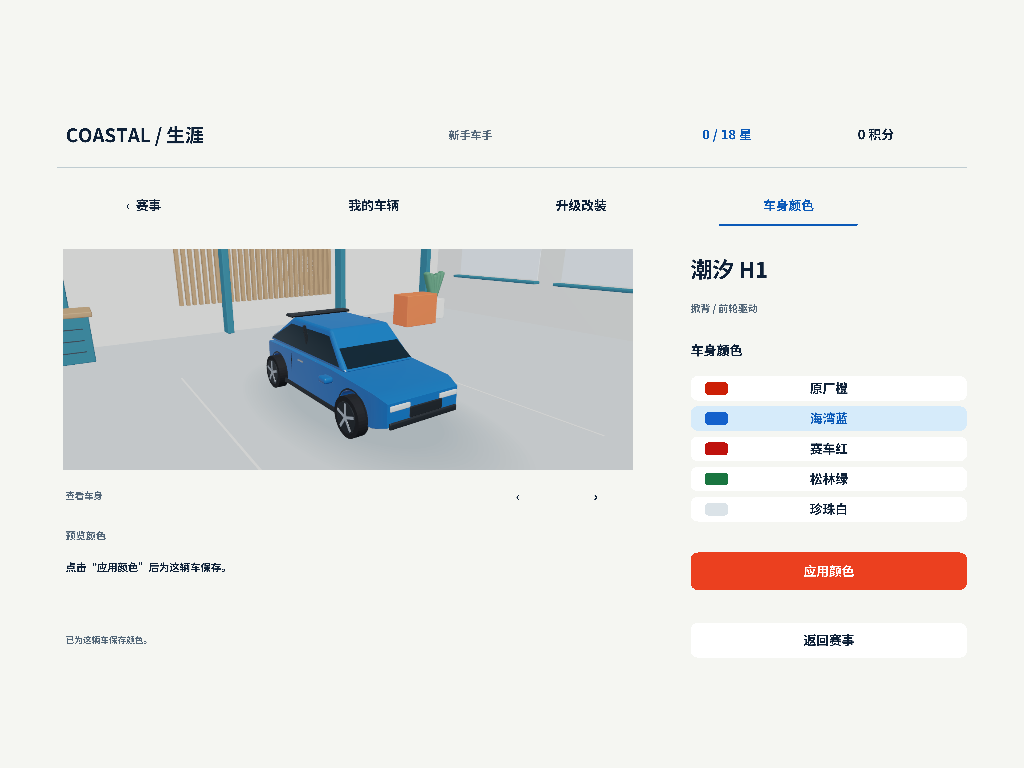 COASTAL / 生涯
新手车手
0 / 18 星
0 积分
‹ 赛事
我的车辆
升级改装
车身颜色
潮汐 H1
掀背 / 前轮驱动
车身颜色
原厂橙
海湾蓝
赛车红
松林绿
珍珠白
查看车身
‹
›
预览颜色
点击“应用颜色”后为这辆车保存。
应用颜色
已为这辆车保存颜色。
返回赛事